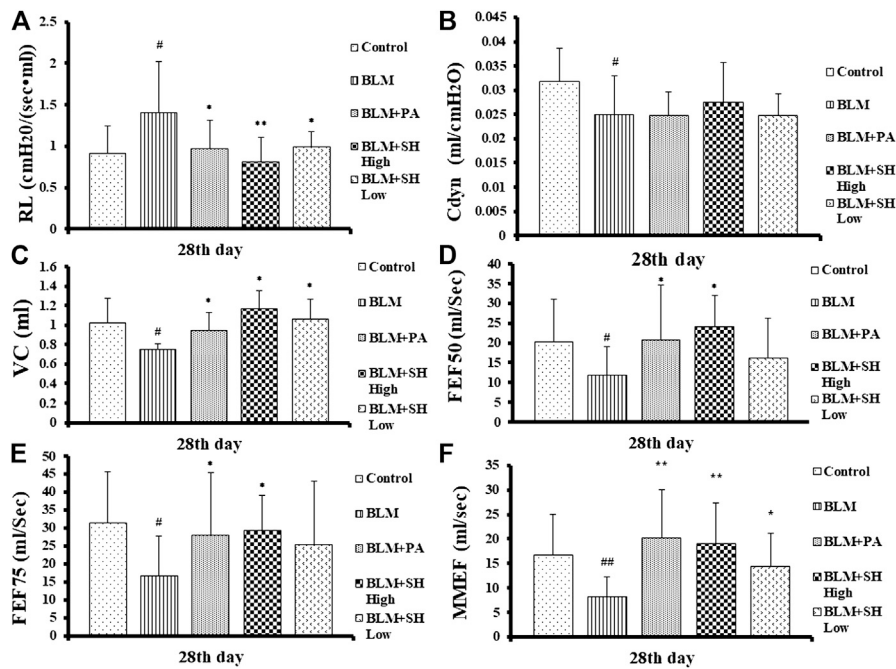 A
RL (cmH20/(sec•ml))
2.5
2
1.5
1
0.5
0
#
*
**
*
28th day
Control
BLM
BLM+PA
BLM+SH
High
BLM+SH
Low
B
Cdyn (ml/cmH2O)
0.045
0.04
0.035
0.03
0.025
0.02
0.015
0.01
0.005
0
#
28th day
Control
BLM
BLM+PA
BLM+SH
High
BLM+SH
Low
C
VC (ml)
1.6
1.4
1.2
1
0.8
0.6
0.4
0.2
0
#
*
*
*
28th day
Control
BLM
BLM+PA
BLM+SH
High
BLM+SH
Low
D
FEF50 (ml/Sec)
40
35
30
25
20
15
10
5
0
#
*
*
28th day
Control
BLM
BLM+PA
BLM+SH
High
BLM+SH
Low
E
FEF75 (ml/Sec)
50
45
40
35
30
25
20
15
10
5
0
#
*
*
28th day
Control
BLM
BLM+PA
BLM+SH
High
BLM+SH
Low
F
MMEF (ml/sec)
35
30
25
20
15
10
5
0
##
**
**
*
28th day
Control
BLM
BLM+PA
BLM+SH
High
BLM+SH
Low